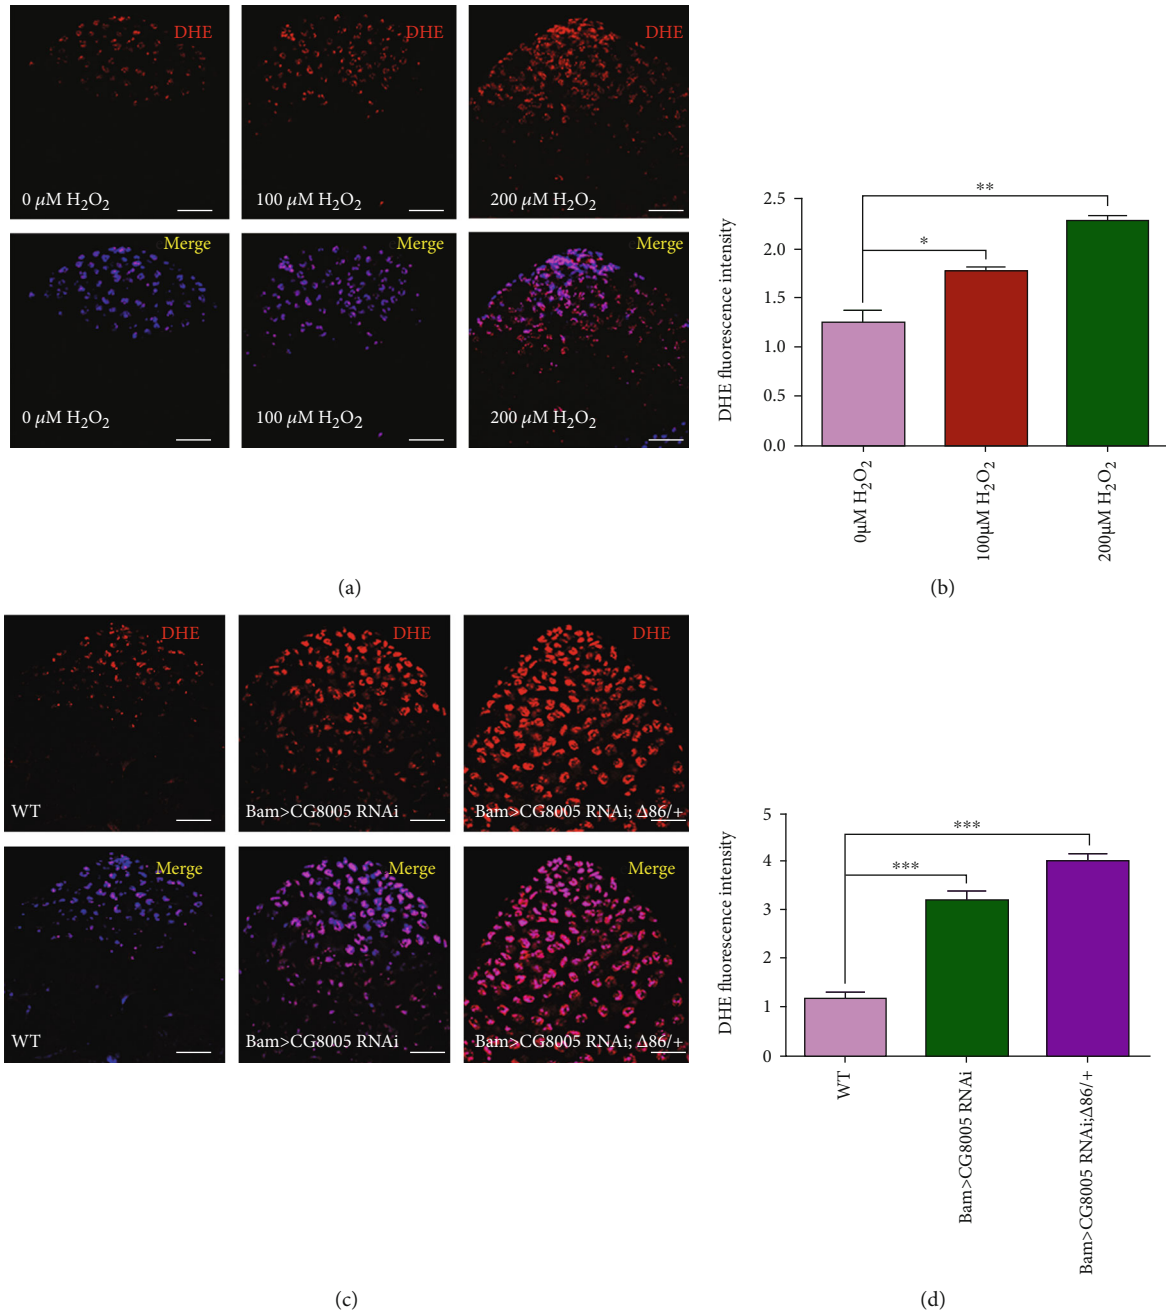 DHE
DHE
DHE
0 μM H₂O₂
100 μM H₂O₂
200 μM H₂O₂
Merge
Merge
Merge
0 μM H₂O₂
100 μM H₂O₂
200 μM H₂O₂
(a)
DHE fluorescence intensity
2.5
2.0
1.5
1.0
0.5
0.0
**
*
0μM H₂O₂
100μM H₂O₂
200μM H₂O₂
(b)
DHE
DHE
DHE
WT
Bam>CG8005 RNAi
Bam>CG8005 RNAi; Δ86/+
Merge
Merge
Merge
WT
Bam>CG8005 RNAi
Bam>CG8005 RNAi; Δ86/+
(c)
DHE fluorescence intensity
5
4
3
2
1
0
***
***
WT
Bam>CG8005 RNAi
Bam>CG8005 RNAi;Δ86/+
(d)